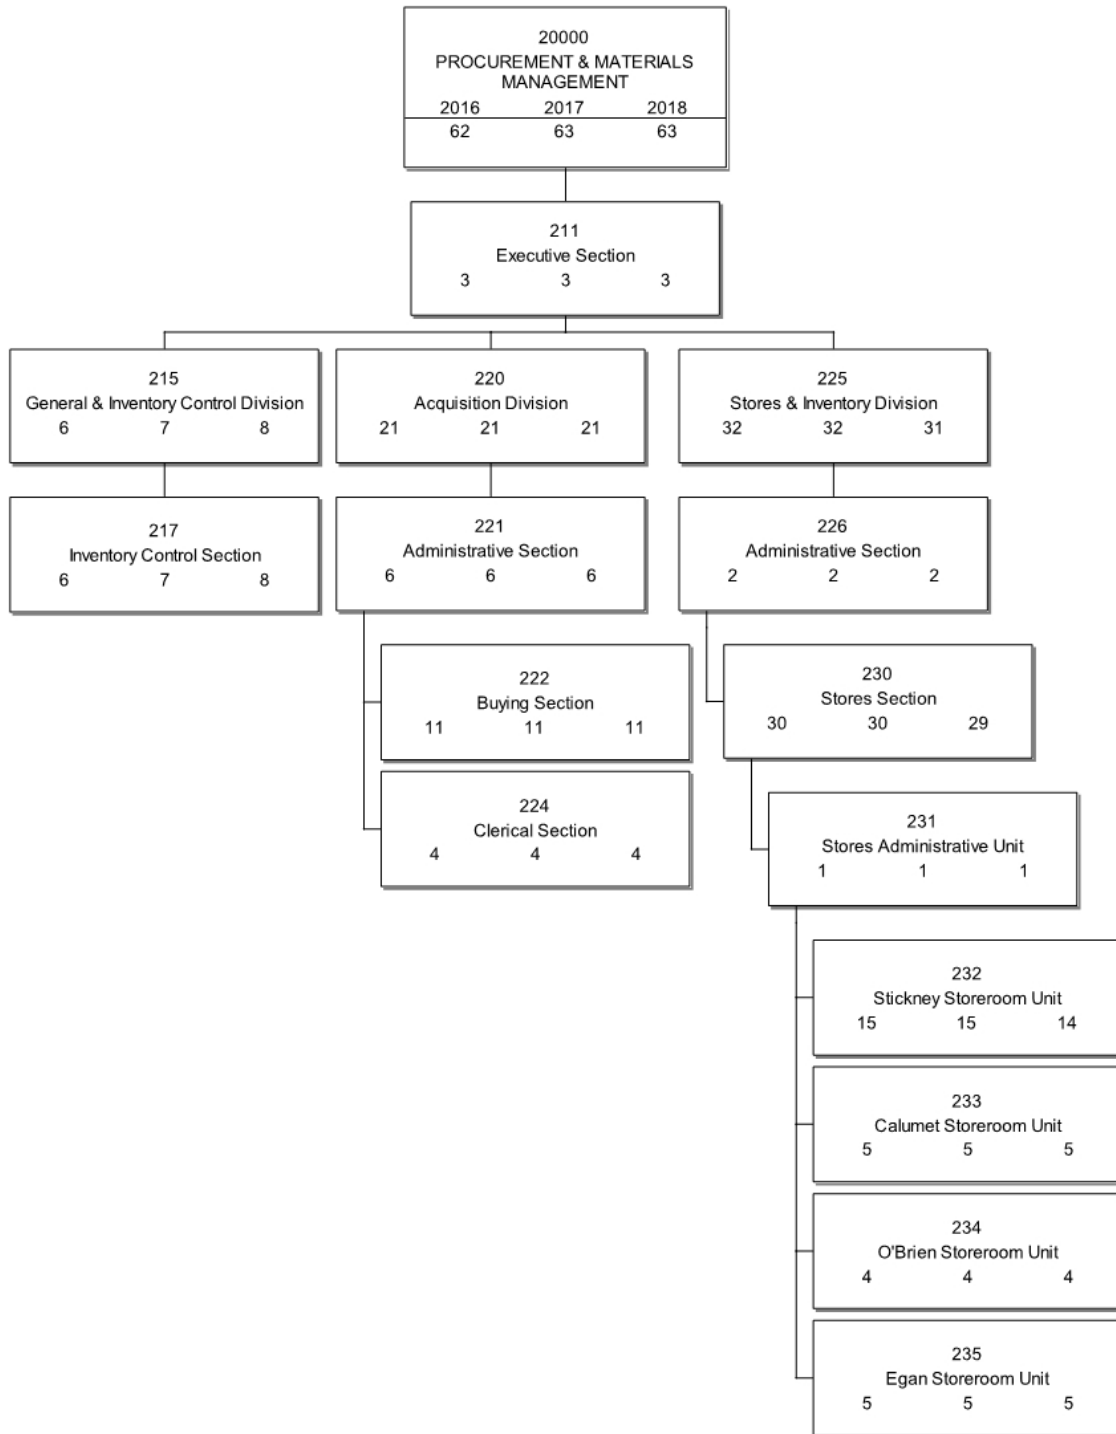 20000
PROCUREMENT & MATERIALS
MANAGEMENT
2016 2017 2018
62 63 63
211
Executive Section
3 3 3
215
General & Inventory Control Division
6 7 8
220
Acquisition Division
21 21 21
225
Stores & Inventory Division
32 32 31
217
Inventory Control Section
6 7 8
221
Administrative Section
6 6 6
226
Administrative Section
2 2 2
222
Buying Section
11 11 11
230
Stores Section
30 30 29
224
Clerical Section
4 4 4
231
Stores Administrative Unit
1 1 1
232
Stickney Storeroom Unit
15 15 14
233
Calumet Storeroom Unit
5 5 5
234
O'Brien Storeroom Unit
4 4 4
235
Egan Storeroom Unit
5 5 5